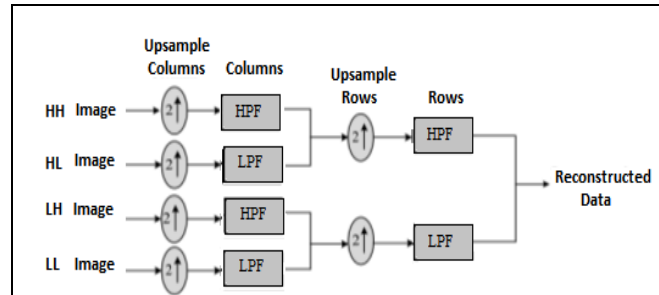 Upsample
Columns
Columns
Upsample
Rows
Rows
HH Image
2
HPF
2
HPF
HL Image
2
LPF
Reconstructed
Data
LH Image
2
HPF
2
LPF
LL Image
2
LPF